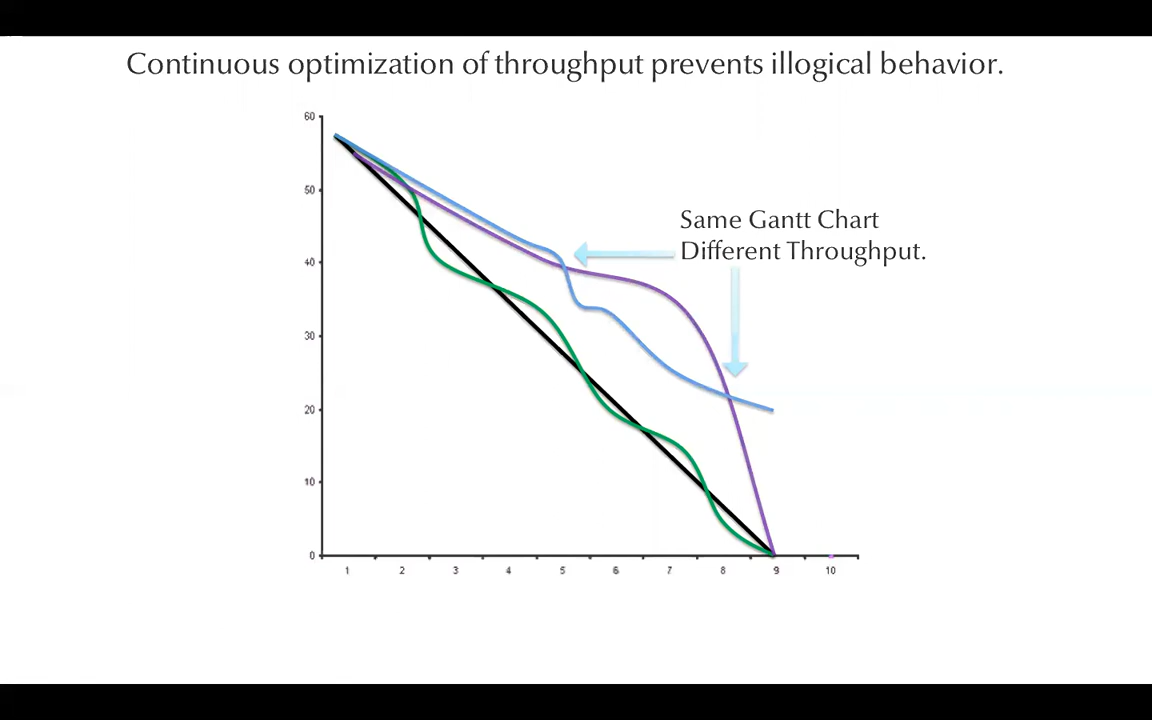 Continuous optimization of throughput prevents illogical behavior.
60
50
Same Gantt Chart
Different Throughput.
40
30
20
10
0
1 2 3 4 5 6 7 8 9 10